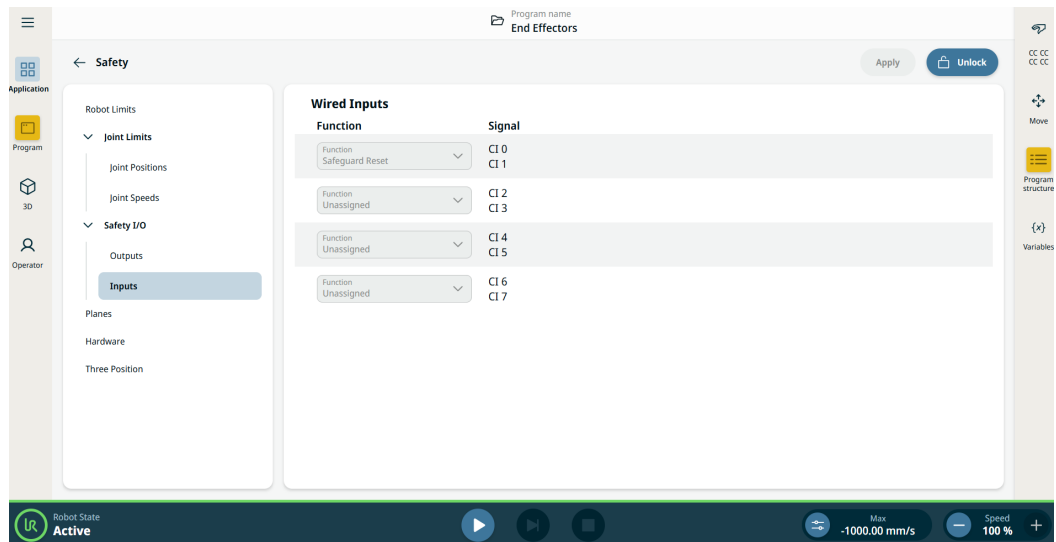 Program name
End Effectors
Safety
Apply
Unlock
CC CC
CC CC
Application
Program
3D
Operator
Robot Limits
Joint Limits
Joint Positions
Joint Speeds
Safety I/O
Outputs
Inputs
Planes
Hardware
Three Position
Wired Inputs
Function Signal
Function
Safeguard Reset
CI 0
CI 1
Function
Unassigned
CI 2
CI 3
Function
Unassigned
CI 4
CI 5
Function
Unassigned
CI 6
CI 7
Move
Program
structure
{x}
Variables
UR
Robot State
Active
Max
-1000.00 mm/s
Speed
100 %